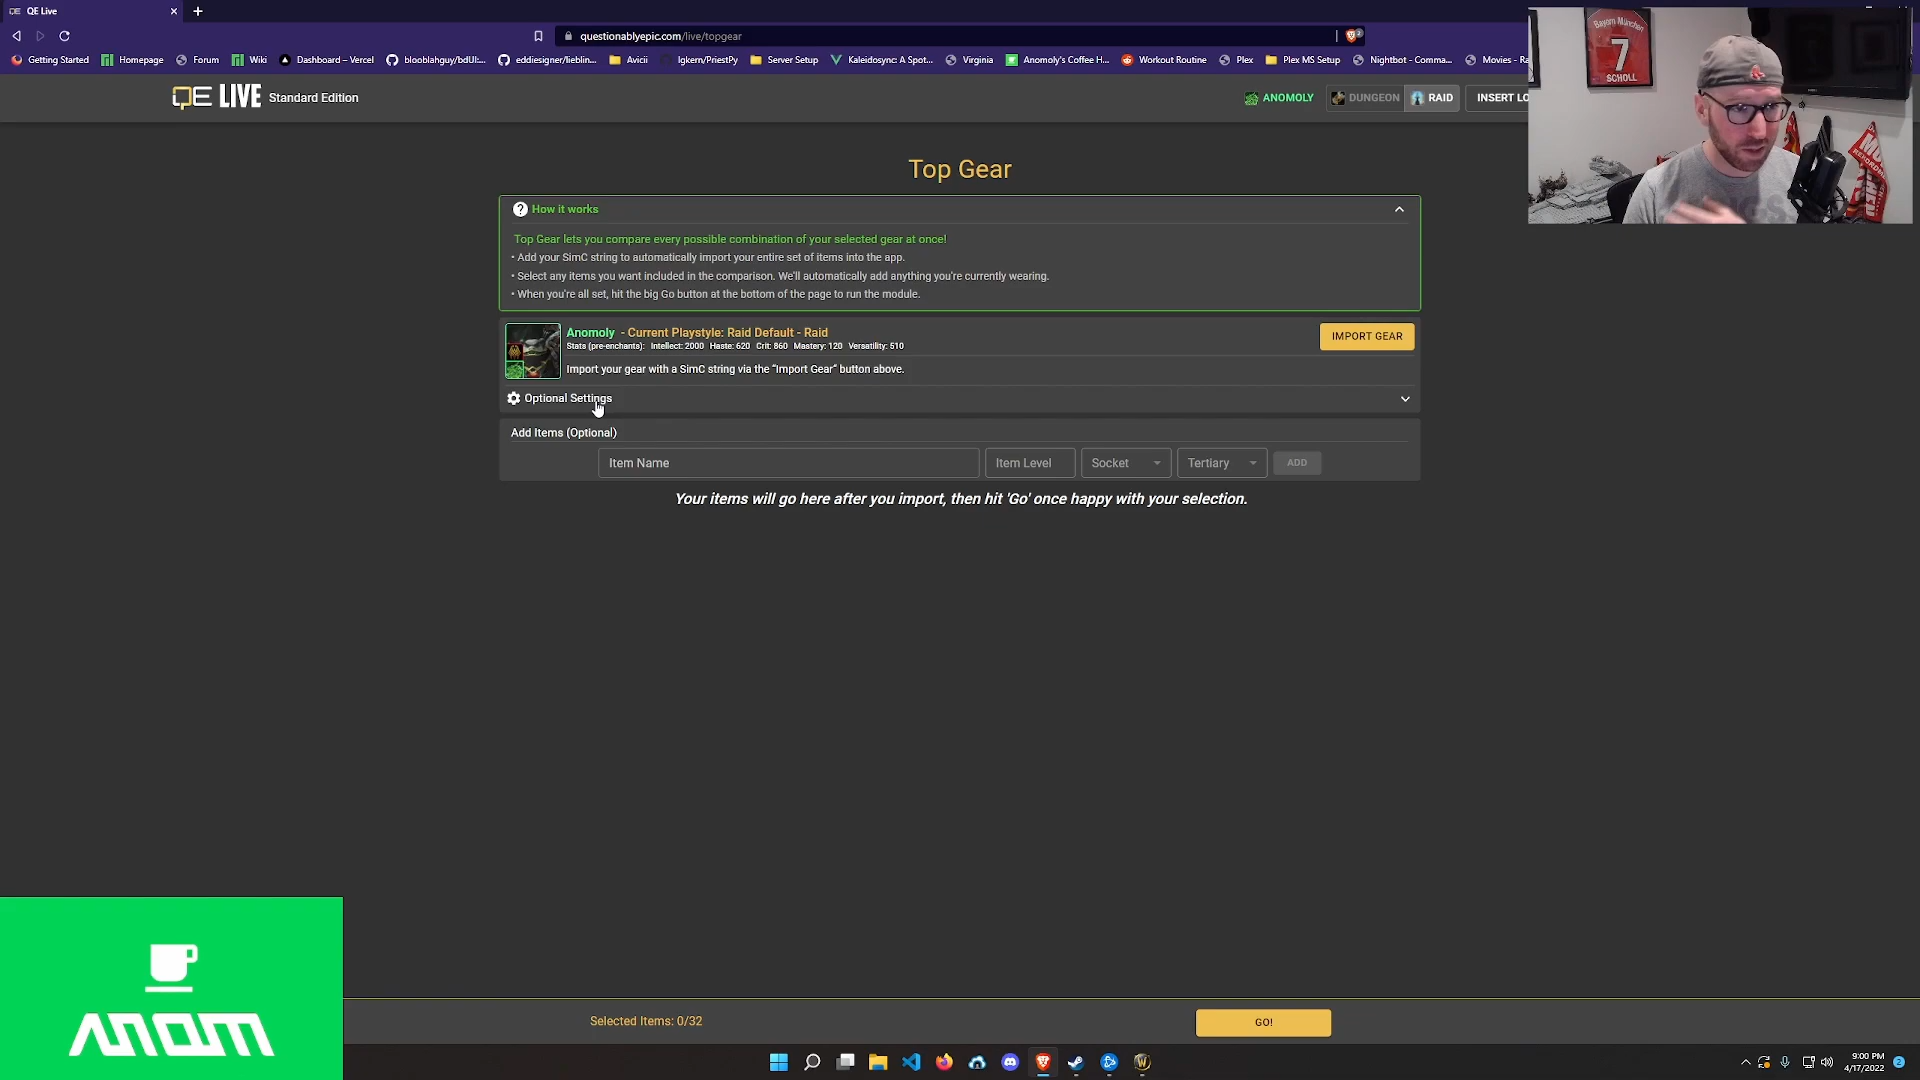 QE Live
questionablyepic.com/live/topgear
Getting Started Homepage Forum Wiki Dashboard – Vercel blooblahguy/bdUI:... eddiesigner/lieblin... Avicii Igkern/PriestPy Server Setup Kaleidosync: A Spot... Virginia Anomoly's Coffee H... Workout Routine Plex Plex MS Setup Nightbot - Comma... Movies - Ra
QE LIVE Standard Edition ANOMOLY DUNGEON RAID INSERT LO
Bayern München
7
SCHOLL
Top Gear
How it works
Top Gear lets you compare every possible combination of your selected gear at once!
• Add your SimC string to automatically import your entire set of items into the app.
• Select any items you want included in the comparison. We'll automatically add anything you're currently wearing.
• When you're all set, hit the big Go button at the bottom of the page to run the module.
Anomoly - Current Playstyle: Raid Default - Raid
IMPORT GEAR
Stats (pre-enchants): Intellect: 2000 Haste: 620 Crit: 860 Mastery: 120 Versatility: 510
Import your gear with a SimC string via the "Import Gear" button above.
Optional Settings
Add Items (Optional)
Item Name Item Level Socket Tertiary ADD
Your items will go here after you import, then hit 'Go' once happy with your selection.
ANOM
Selected Items: 0/32 GO!
9:00 PM
4/17/2022
2